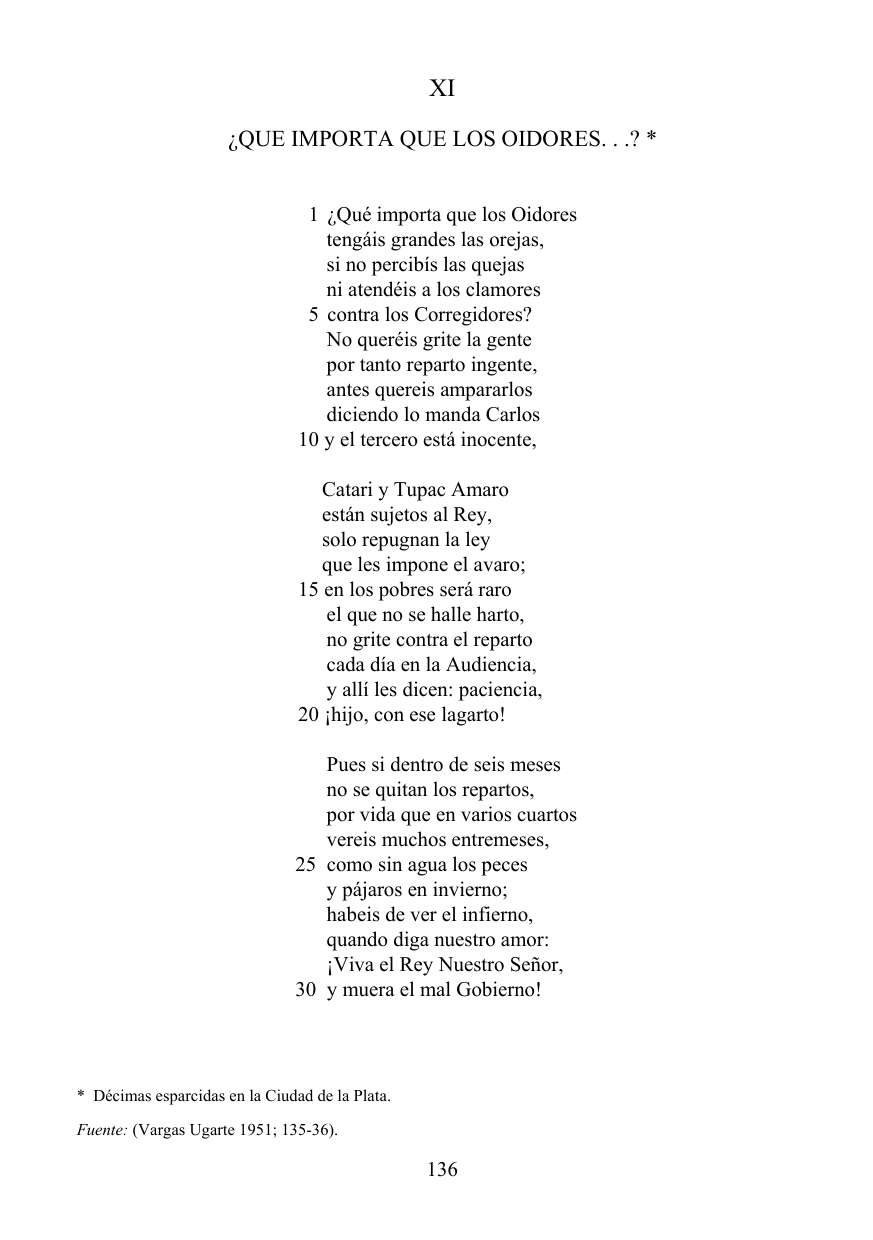 XI
¿QUE IMPORTA QUE LOS OIDORES. . .? *
1 ¿Qué importa que los Oidores
tengáis grandes las orejas,
si no percibís las quejas
ni atendéis a los clamores
5 contra los Corregidores?
No queréis grite la gente
por tanto reparto ingente,
antes quereis ampararlos
diciendo lo manda Carlos
10 y el tercero está inocente,
Catari y Tupac Amaro
están sujetos al Rey,
solo repugnan la ley
que les impone el avaro;
15 en los pobres será raro
el que no se halle harto,
no grite contra el reparto
cada día en la Audiencia,
y allí les dicen: paciencia,
20 ¡hijo, con ese lagarto!
Pues si dentro de seis meses
no se quitan los repartos,
por vida que en varios cuartos
vereis muchos entremeses,
25 como sin agua los peces
y pájaros en invierno;
habeis de ver el infierno,
quando diga nuestro amor:
¡Viva el Rey Nuestro Señor,
30 y muera el mal Gobierno!
* Décimas esparcidas en la Ciudad de la Plata.
Fuente: (Vargas Ugarte 1951; 135-36).
136